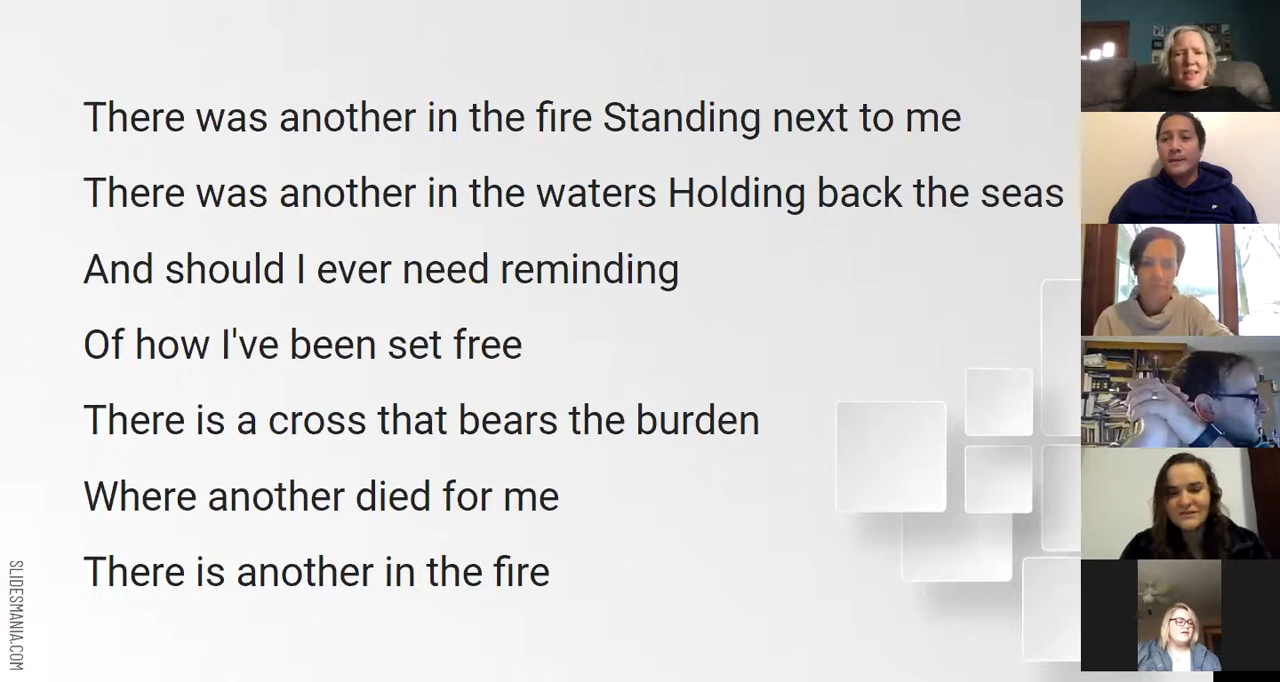 There was another in the fire Standing next to me
There was another in the waters Holding back the seas
And should I ever need reminding
Of how I've been set free
There is a cross that bears the burden
Where another died for me
There is another in the fire
SLIDESMANIA.COM